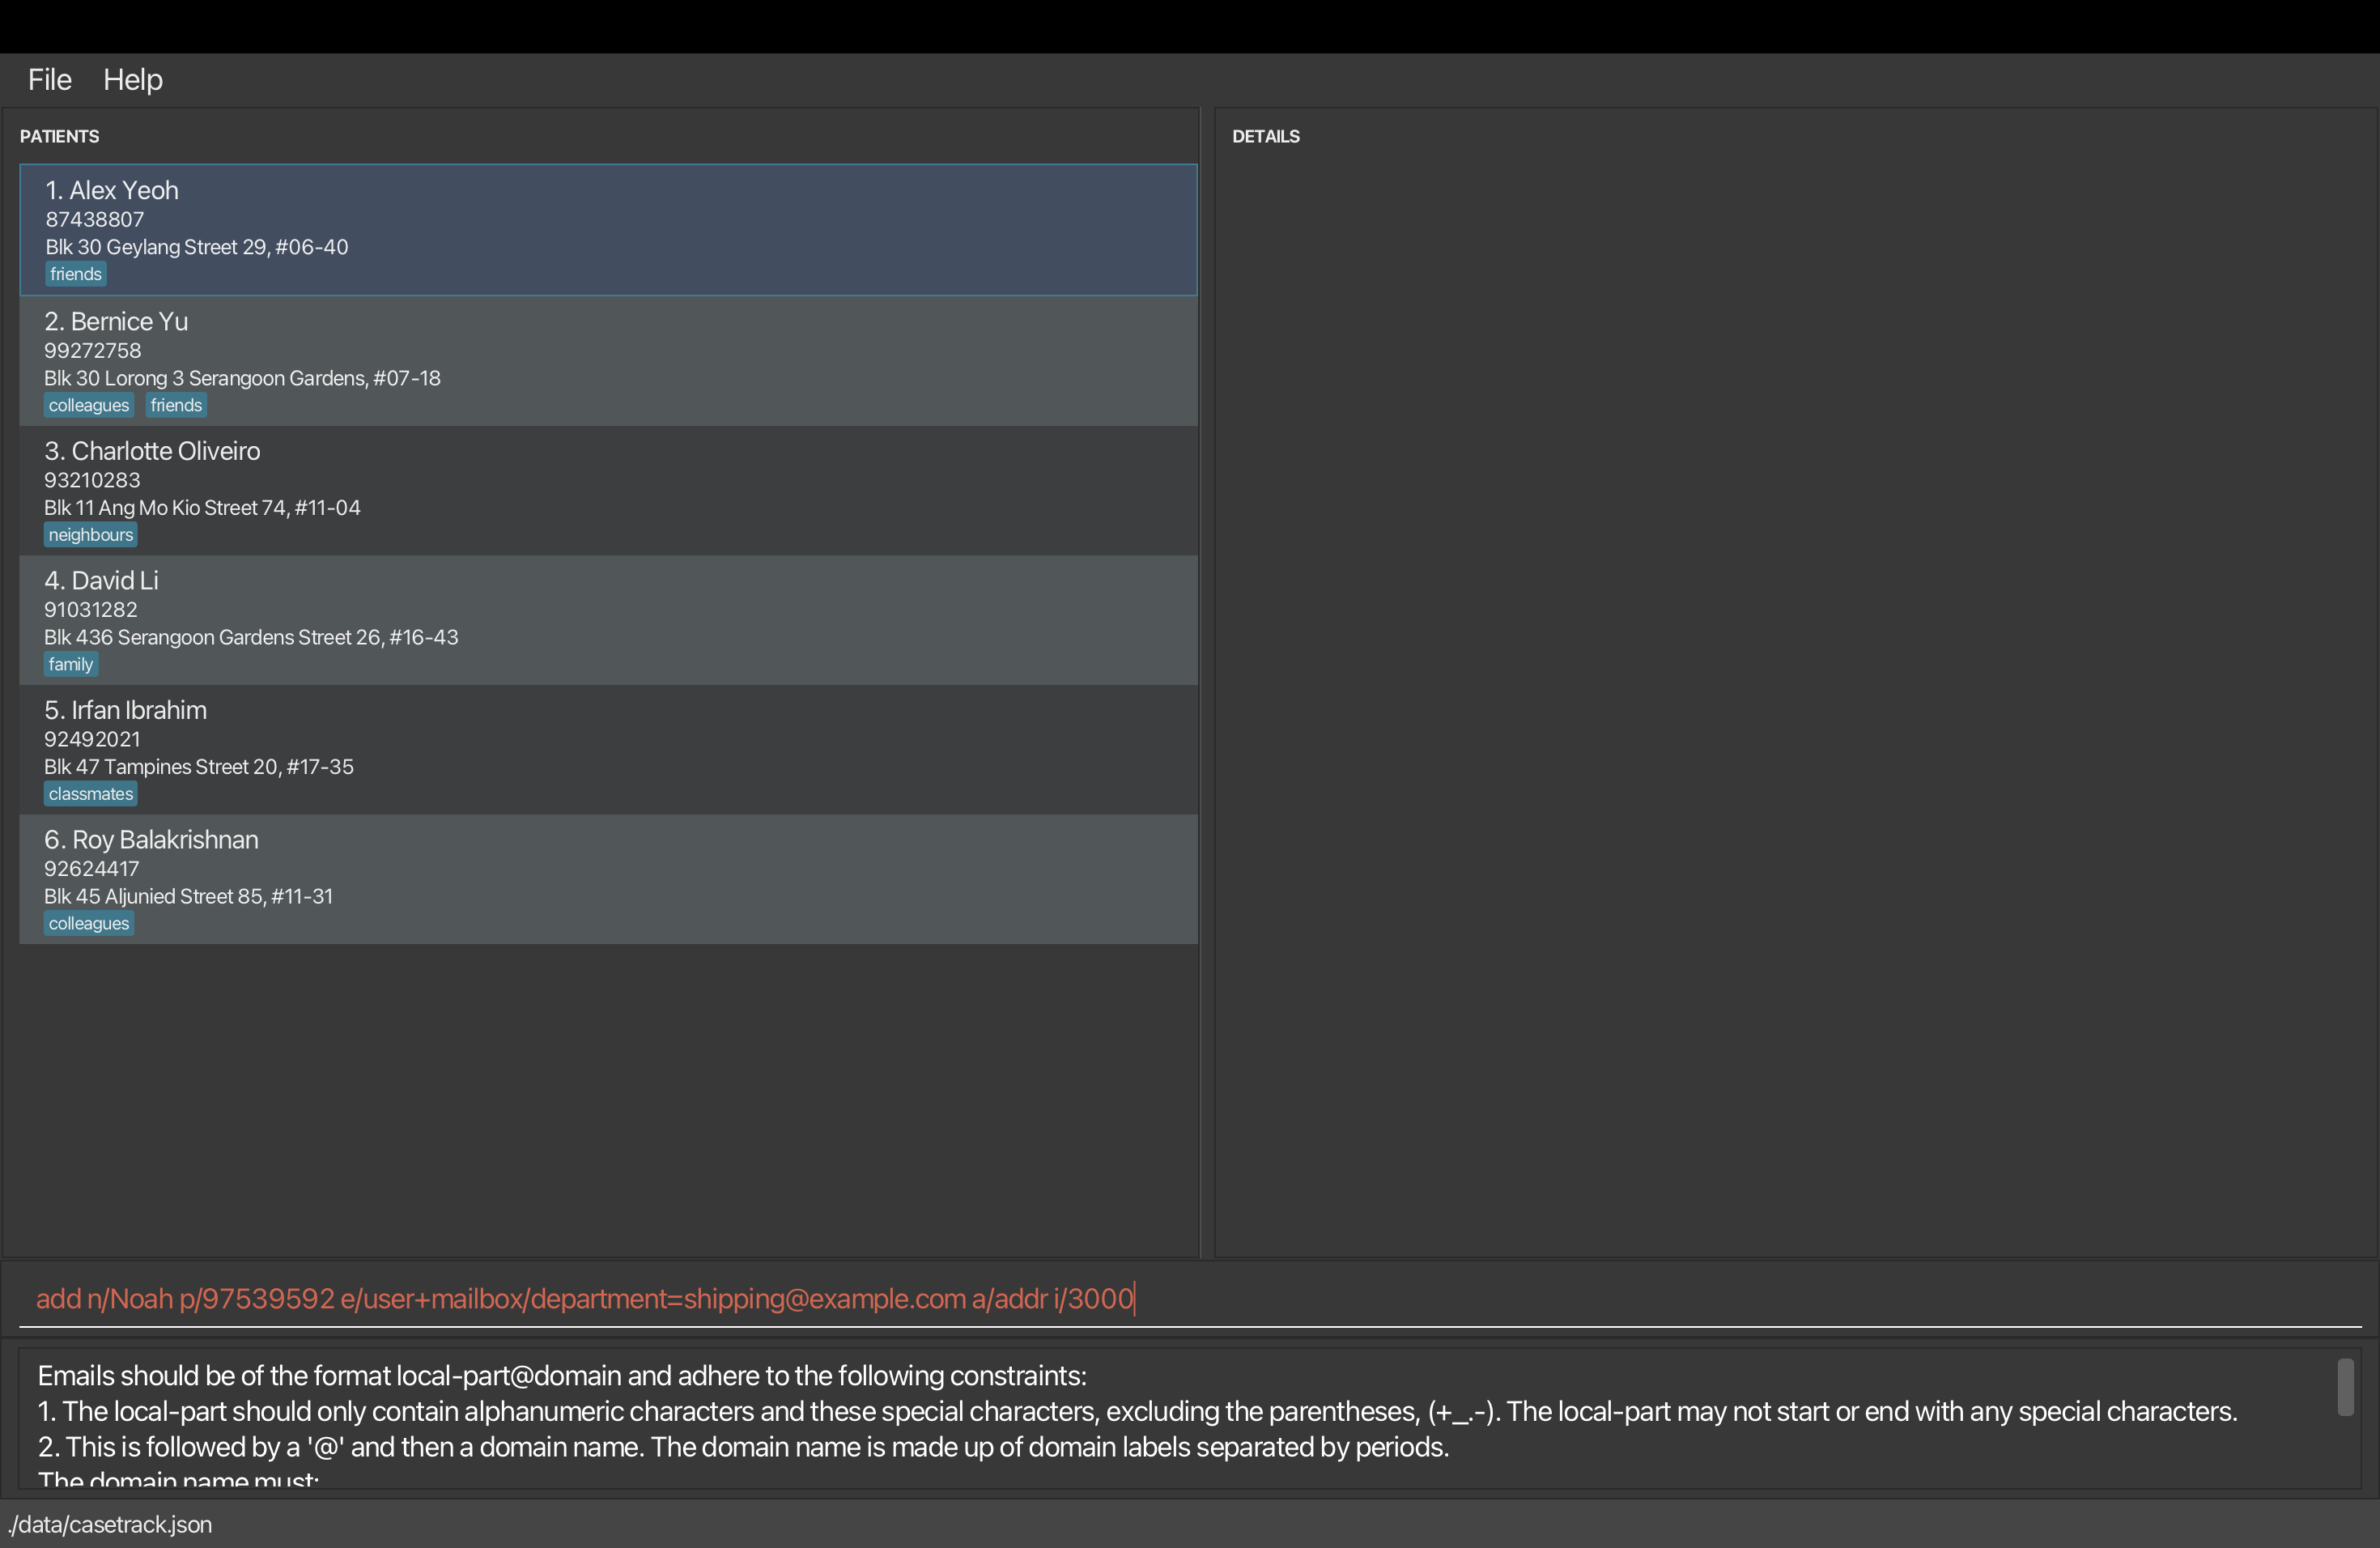 File Help
PATIENTS
1. Alex Yeoh
87438807
Blk 30 Geylang Street 29, #06-40
friends
2. Bernice Yu
99272758
Blk 30 Lorong 3 Serangoon Gardens, #07-18
colleagues friends
3. Charlotte Oliveiro
93210283
Blk 11 Ang Mo Kio Street 74, #11-04
neighbours
4. David Li
91031282
Blk 436 Serangoon Gardens Street 26, #16-43
family
5. Irfan Ibrahim
92492021
Blk 47 Tampines Street 20, #17-35
classmates
6. Roy Balakrishnan
92624417
Blk 45 Aljunied Street 85, #11-31
colleagues
DETAILS
add n/Noah p/97539592 e/user+mailbox/department=shipping@example.com a/addr i/3000
Emails should be of the format local-part@domain and adhere to the following constraints:
1. The local-part should only contain alphanumeric characters and these special characters, excluding the parentheses, (+_.-). The local-part may not start or end with any special characters.
2. This is followed by a '@' and then a domain name. The domain name is made up of domain labels separated by periods.
The domain name must:
./data/casetrack.json